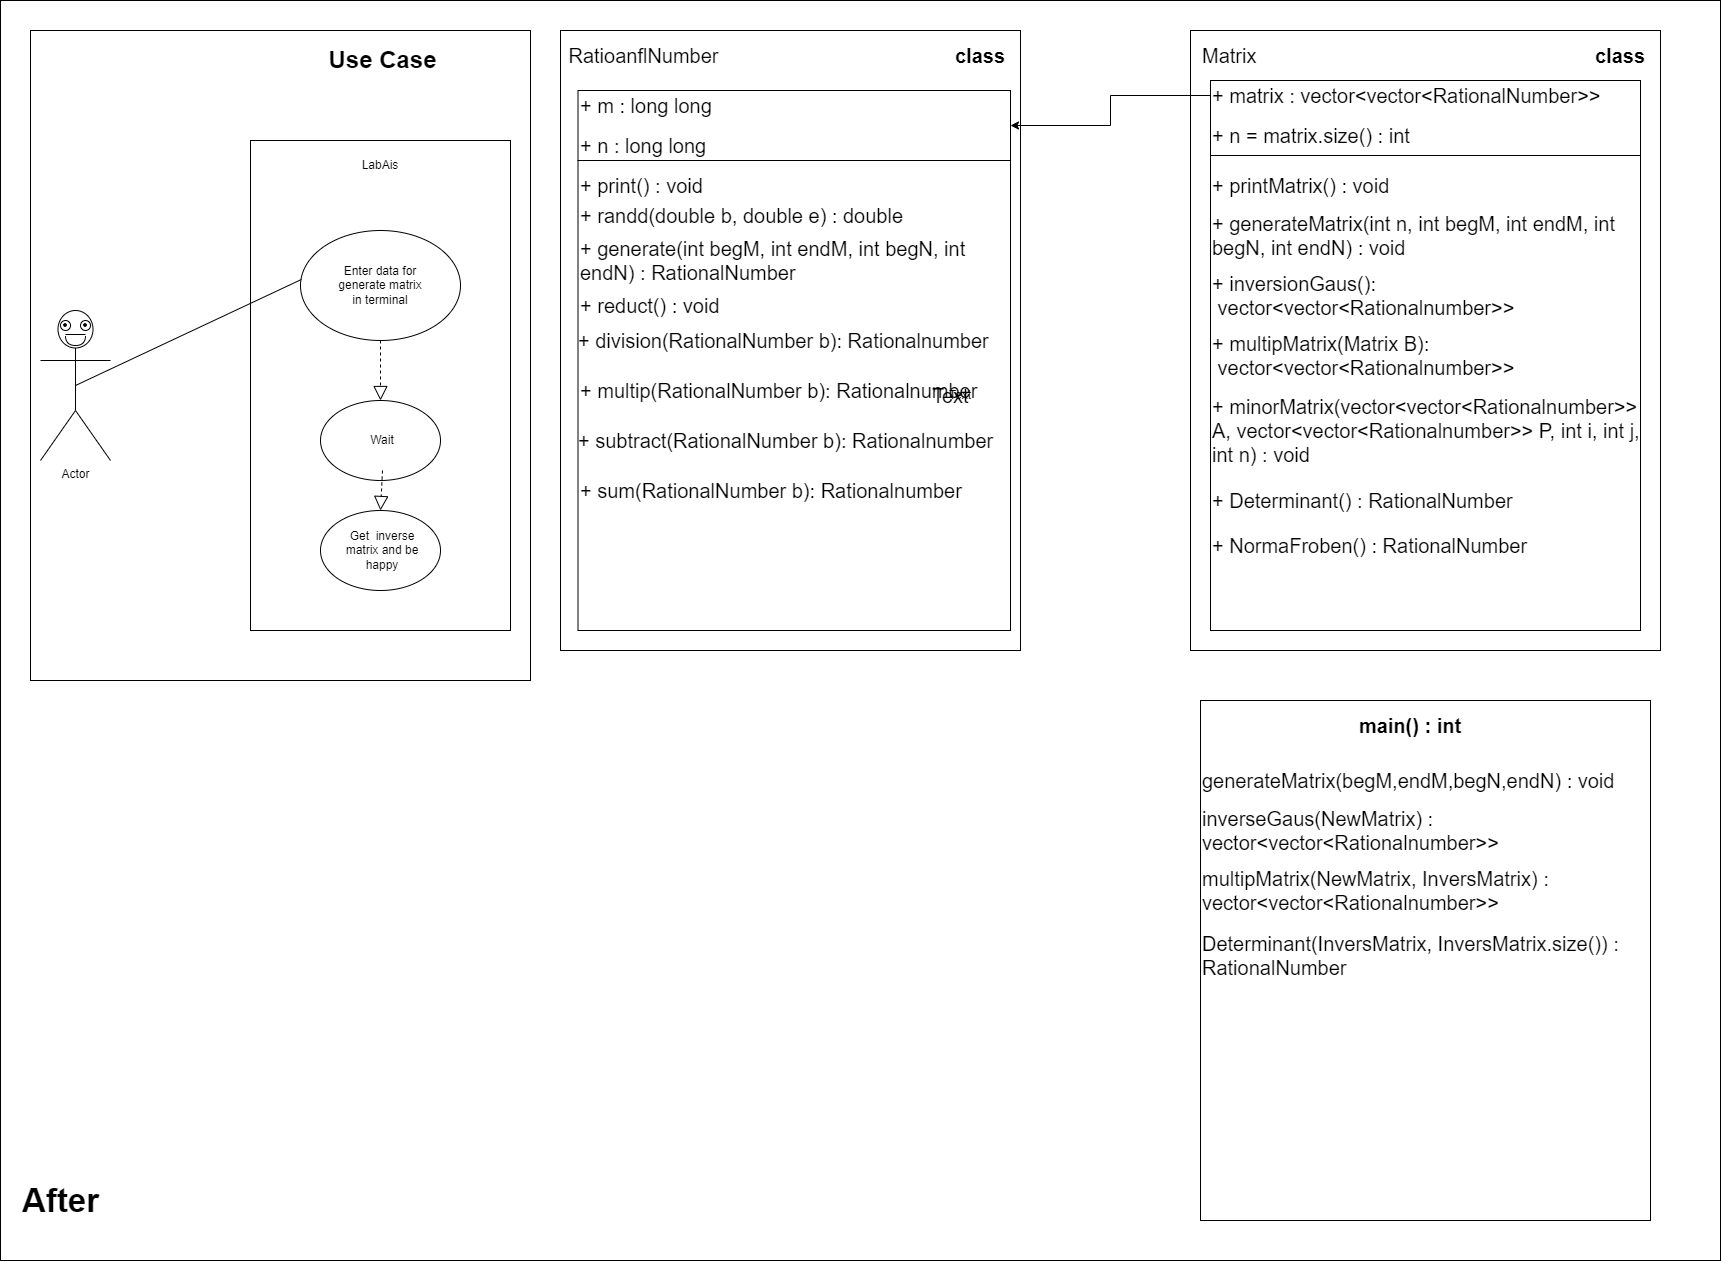 Use Case
LabAis
Enter data for
generate matrix
in terminal
Wait
Get  inverse
matrix and be
happy
Actor
RatioanflNumber
class
+ m : long long
+ n : long long
+ print() : void
+ randd(double b, double e) : double
+ generate(int begM, int endM, int begN, int
endN) : RationalNumber
+ reduct() : void
+ division(RationalNumber b): Rationalnumber
+ multip(RationalNumber b): Rationalnumber
Text
+ subtract(RationalNumber b): Rationalnumber
+ sum(RationalNumber b): Rationalnumber
Matrix
class
+ matrix : vector<vector<RationalNumber>>
+ n = matrix.size() : int
+ printMatrix() : void
+ generateMatrix(int n, int begM, int endM, int
begN, int endN) : void
+ inversionGaus():
vector<vector<Rationalnumber>>
+ multipMatrix(Matrix B):
vector<vector<Rationalnumber>>
+ minorMatrix(vector<vector<Rationalnumber>>
A, vector<vector<Rationalnumber>> P, int i, int j,
int n) : void
+ Determinant() : RationalNumber
+ NormaFroben() : RationalNumber
main() : int
generateMatrix(begM,endM,begN,endN) : void
inverseGaus(NewMatrix) :
vector<vector<Rationalnumber>>
multipMatrix(NewMatrix, InversMatrix) :
vector<vector<Rationalnumber>>
Determinant(InversMatrix, InversMatrix.size()) :
RationalNumber
After